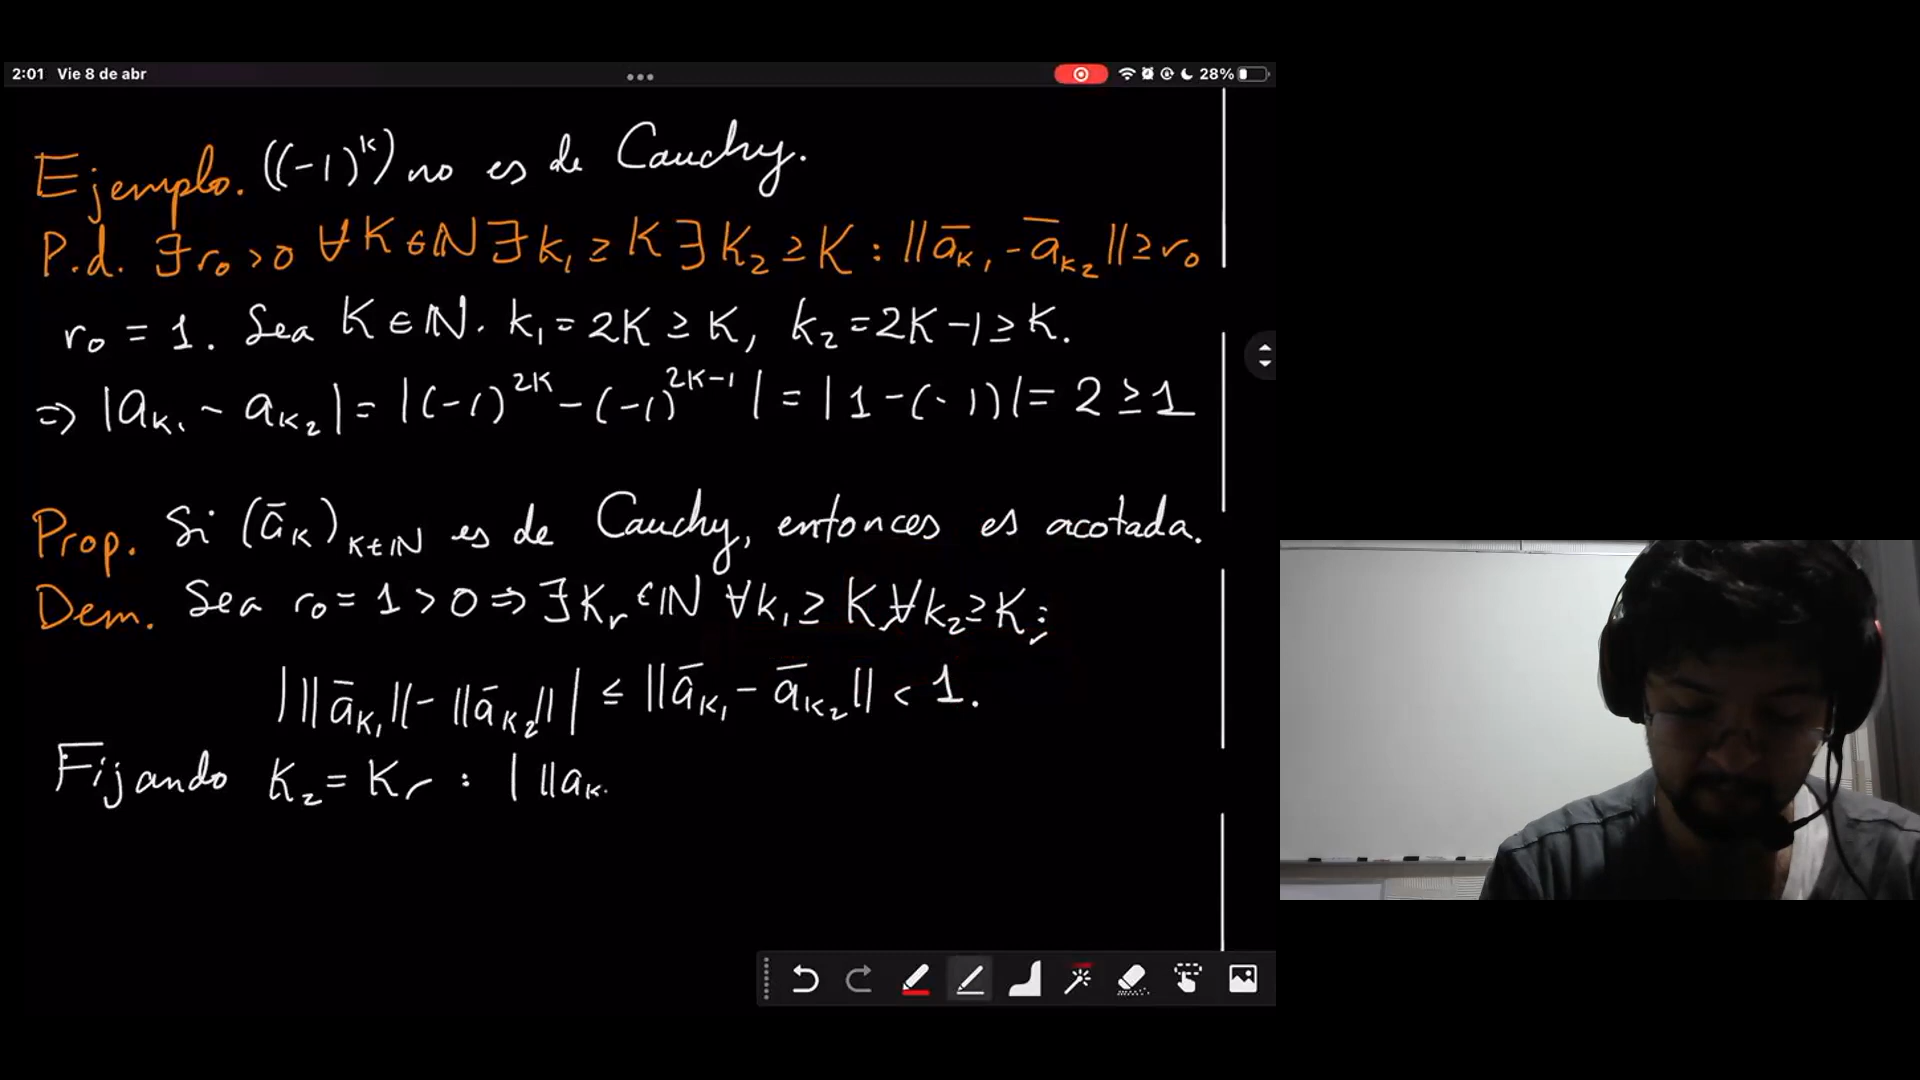 2:01 Vie 8 de abr
28%
Ejemplo. ((-1)^k) no es de Cauchy.
P.d. ∃ r₀ > 0 ∀ K ∈ ℕ ∃ k₁ ≥ K ∃ k₂ ≥ K : ‖ā_{k₁} - ā_{k₂}‖ ≥ r₀
r₀ = 1. Sea K ∈ ℕ. k₁ = 2K ≥ K, k₂ = 2K - 1 ≥ K.
⇒ |a_{k₁} - a_{k₂}| = |(-1)^{2K} - (-1)^{2K-1}| = |1 - (-1)| = 2 ≥ 1
Prop. Si (ā_k)_{k∈ℕ} es de Cauchy, entonces es acotada.
Dem. Sea r₀ = 1 > 0 ⇒ ∃ K_r ∈ ℕ ∀ k₁ ≥ K, ∀ k₂ ≥ K :
| ‖ā_{k₁}‖ - ‖ā_{k₂}‖ | ≤ ‖ā_{k₁} - ā_{k₂}‖ < 1.
Fijando k₂ = K_r : | ‖a_k